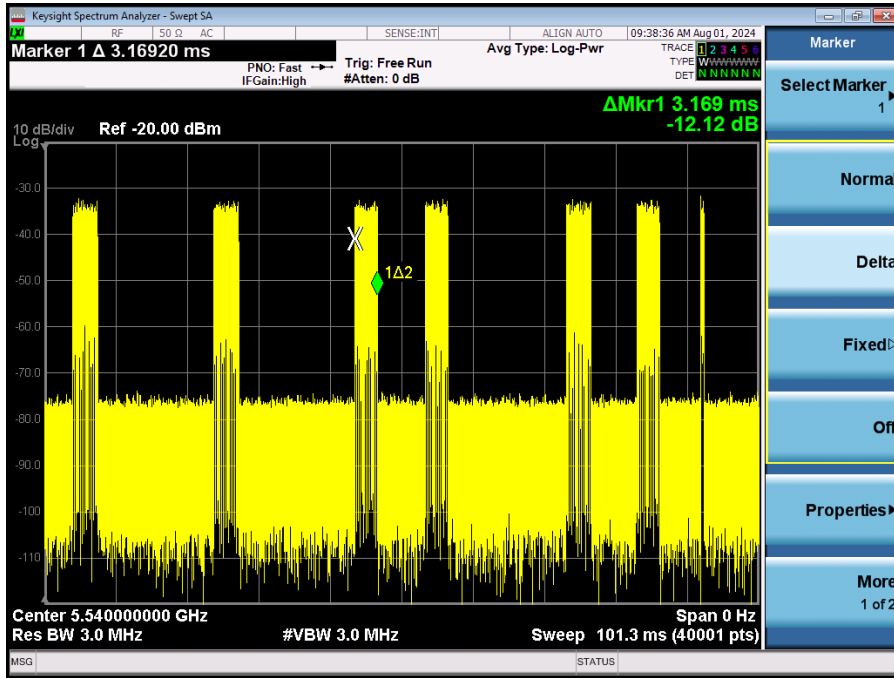 Keysight Spectrum Analyzer - Swept SA
LXI RF 50 Ω AC SENSE:INT ALIGN AUTO 09:38:36 AM Aug 01, 2024
Marker 1 Δ 3.16920 ms
PNO: Fast
IFGain:High
Trig: Free Run
#Atten: 0 dB
Avg Type: Log-Pwr
TRACE 1 2 3 4 5 6
TYPE WWWWWW
DET N N N N N N
ΔMkr1 3.169 ms
-12.12 dB
10 dB/div Ref -20.00 dBm
Log
-30.0
-40.0
-50.0
-60.0
-70.0
-80.0
-90.0
-100
-110
X
1Δ2
Center 5.540000000 GHz Span 0 Hz
Res BW 3.0 MHz #VBW 3.0 MHz Sweep 101.3 ms (40001 pts)
MSG STATUS
Marker
Select Marker
1
Normal
Delta
Fixed
Off
Properties
More
1 of 2